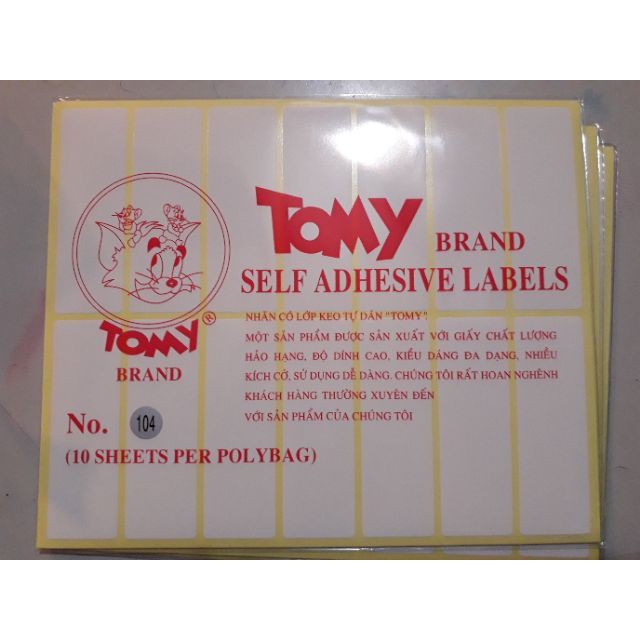 TOMY BRAND
SELF ADHESIVE LABELS
NHÃN CÓ LỚP KEO TỰ DÁN "TOMY"
MỘT SẢN PHẨM ĐƯỢC SẢN XUẤT VỚI GIẤY CHẤT LƯỢNG
HẢO HẠNG, ĐỘ DÍNH CAO, KIỂU DÁNG ĐA DẠNG, NHIỀU
KÍCH CỠ, SỬ DỤNG DỄ DÀNG. CHÚNG TÔI RẤT HOAN NGHÊNH
KHÁCH HÀNG THƯỜNG XUYÊN ĐẾN
VỚI SẢN PHẨM CỦA CHÚNG TÔI
TOMY®
BRAND
No. 104
(10 SHEETS PER POLYBAG)